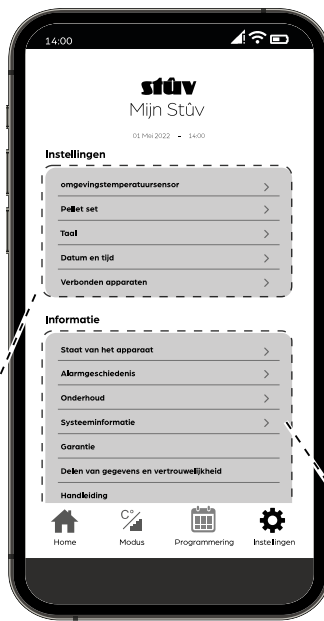 14:00
stûv
Mijn Stûv
01 Mei 2022 - 14:00
Instellingen
omgevingstemperatuursensor
Pellet set
Taal
Datum en tijd
Verbonden apparaten
Informatie
Staat van het apparaat
Alarmgeschiedenis
Onderhoud
Systeeminformatie
Garantie
Delen van gegevens en vertrouwelijkheid
Handleiding
C°
Home Modus Programmering Instellingen